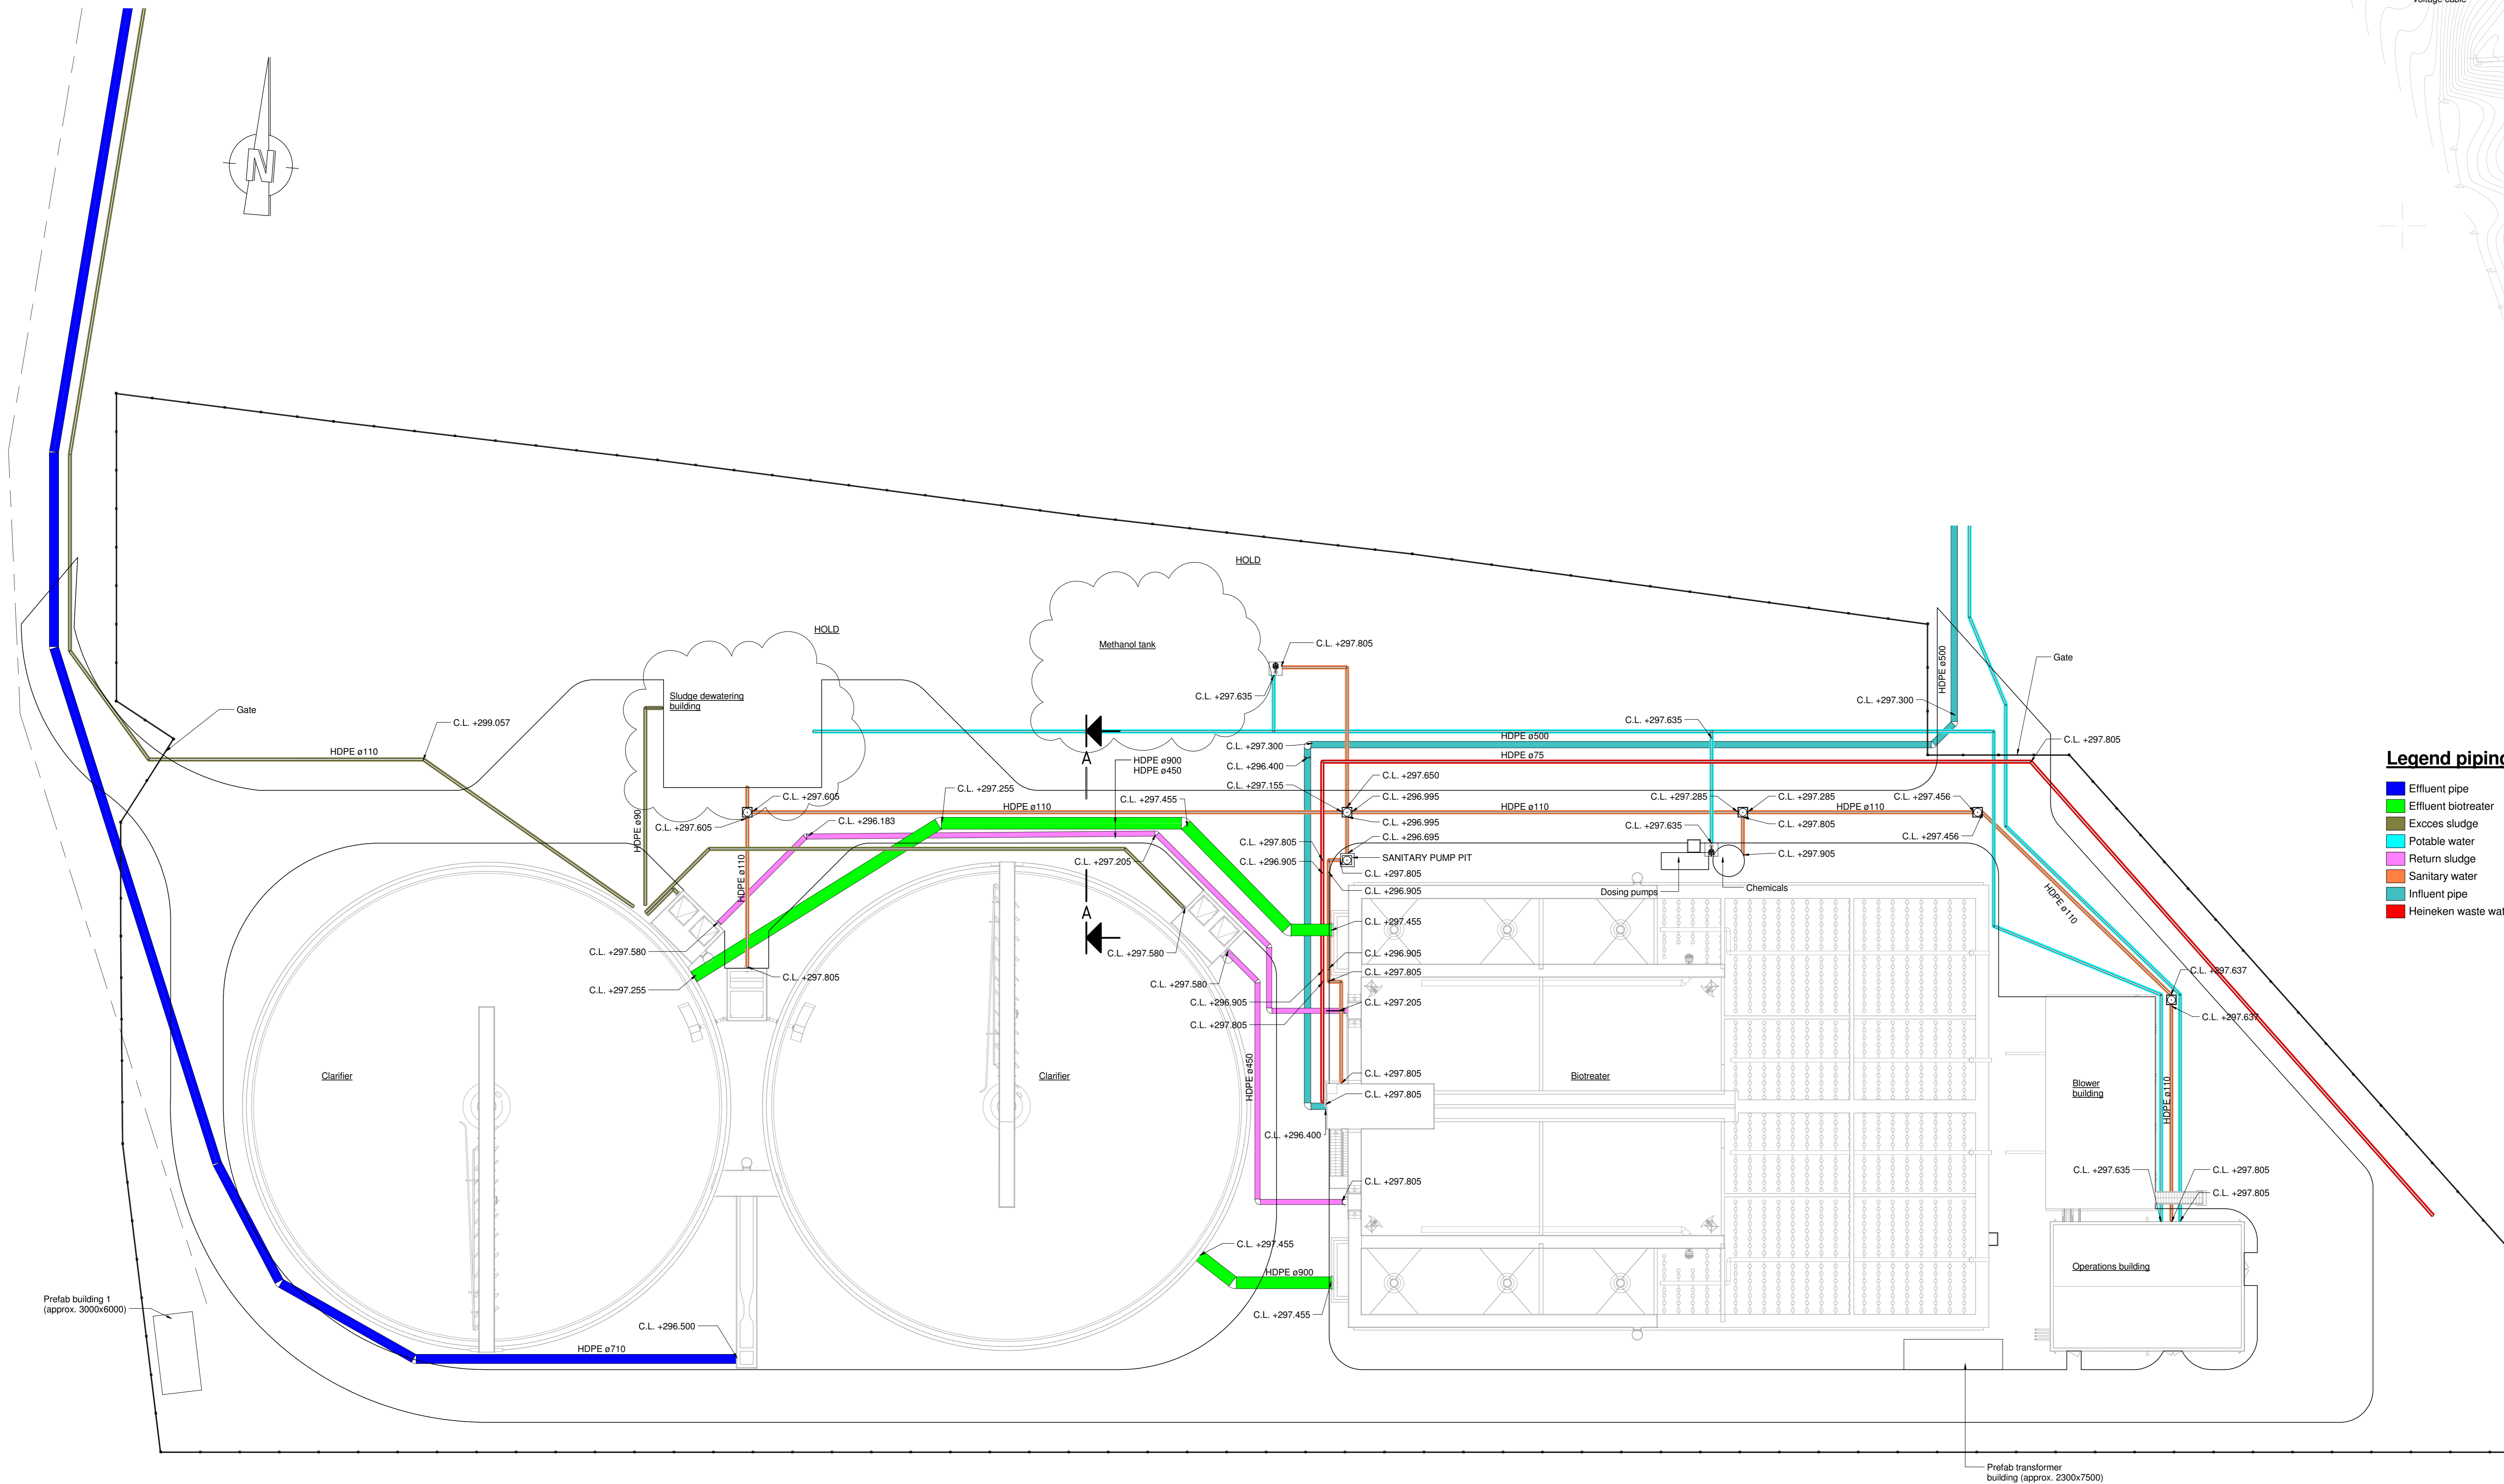 voltage cable
N
HOLD
HOLD
Methanol tank
C.L. +297.805
C.L. +297.635
Sludge dewatering
building
Gate
C.L. +299.057
HDPE ø110
HDPE ø500
Gate
C.L. +297.300
C.L. +297.635
C.L. +297.300
HDPE ø500
C.L. +297.805
HDPE ø75
C.L. +296.400
A
HDPE ø900
HDPE ø450
C.L. +297.155
C.L. +297.650
C.L. +297.605
C.L. +297.255
C.L. +297.455
C.L. +296.995
C.L. +297.285
C.L. +297.285
C.L. +297.456
HDPE ø110
HDPE ø110
HDPE ø110
C.L. +297.605
C.L. +296.183
C.L. +296.995
C.L. +297.635
C.L. +297.805
C.L. +297.456
HDPE ø90
C.L. +296.695
C.L. +297.805
SANITARY PUMP PIT
C.L. +297.905
C.L. +297.205
C.L. +296.905
C.L. +297.805
HDPE ø110
C.L. +296.905
Dosing pumps
Chemicals
HDPE ø110
A
C.L. +297.455
C.L. +297.580
C.L. +297.580
C.L. +296.905
C.L. +297.805
C.L. +297.805
C.L. +297.637
C.L. +297.255
C.L. +297.580
C.L. +296.905
C.L. +297.205
C.L. +297.637
C.L. +297.805
Clarifier
Clarifier
HDPE ø450
C.L. +297.805
C.L. +297.805
Biotreater
Blower
building
HDPE ø110
C.L. +296.400
C.L. +297.805
C.L. +297.635
C.L. +297.805
C.L. +297.805
C.L. +297.455
HDPE ø900
C.L. +297.455
Operations building
Prefab building 1
(approx. 3000x6000)
C.L. +296.500
HDPE ø710
Prefab transformer
building (approx. 2300x7500)
Legend piping
Effluent pipe
Effluent biotreater
Excces sludge
Potable water
Return sludge
Sanitary water
Influent pipe
Heineken waste wat